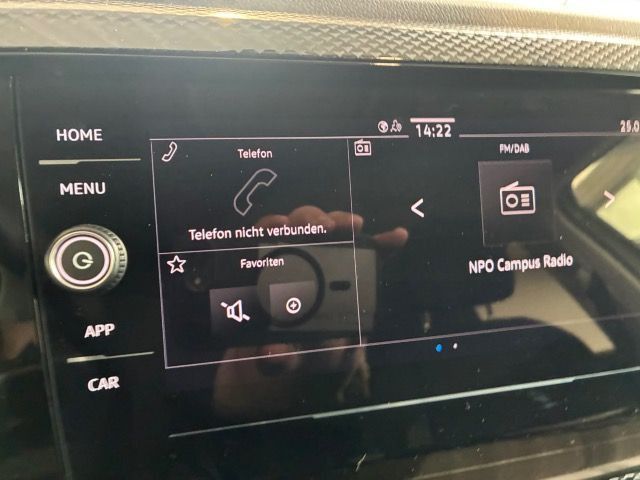 HOME
MENU
APP
CAR
14:22
Telefon
Telefon nicht verbunden.
Favoriten
FM/DAB
NPO Campus Radio